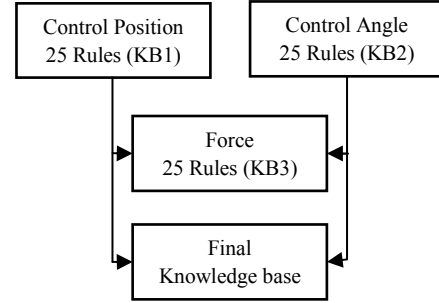 Control Position
25 Rules (KB1)
Control Angle
25 Rules (KB2)
Force
25 Rules (KB3)
Final
Knowledge base